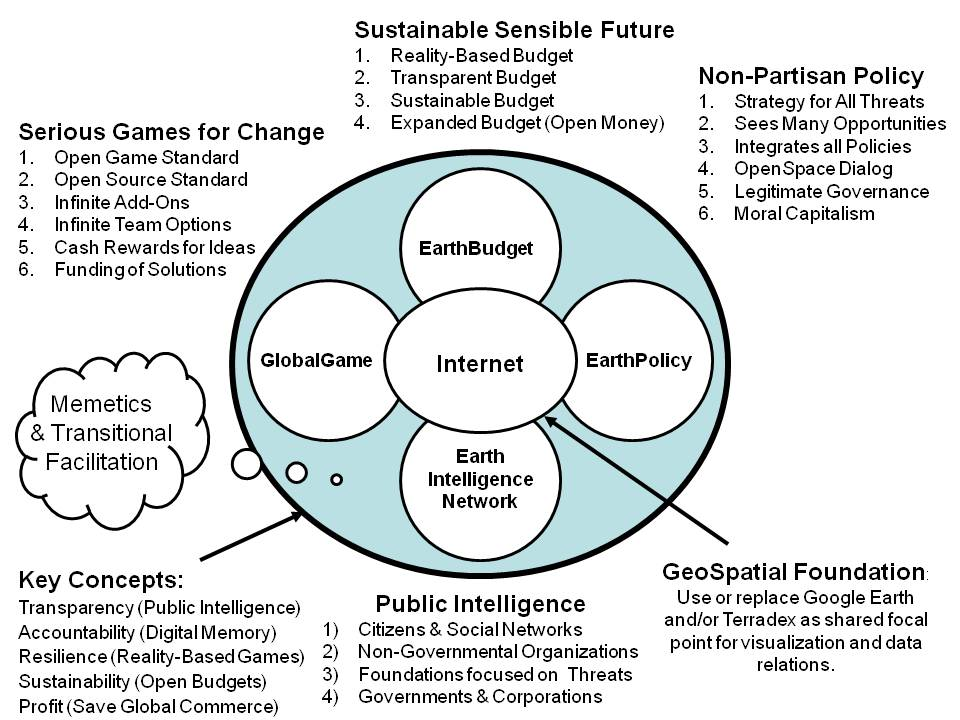 Sustainable Sensible Future
1. Reality-Based Budget
2. Transparent Budget
3. Sustainable Budget
4. Expanded Budget (Open Money)
Non-Partisan Policy
1. Strategy for All Threats
2. Sees Many Opportunities
3. Integrates all Policies
4. OpenSpace Dialog
5. Legitimate Governance
6. Moral Capitalism
Serious Games for Change
1. Open Game Standard
2. Open Source Standard
3. Infinite Add-Ons
4. Infinite Team Options
5. Cash Rewards for Ideas
6. Funding of Solutions
EarthBudget
GlobalGame
Internet
EarthPolicy
Earth
Intelligence
Network
Memetics
& Transitional
Facilitation
Key Concepts:
Transparency (Public Intelligence)
Accountability (Digital Memory)
Resilience (Reality-Based Games)
Sustainability (Open Budgets)
Profit (Save Global Commerce)
Public Intelligence
1) Citizens & Social Networks
2) Non-Governmental Organizations
3) Foundations focused on Threats
4) Governments & Corporations
GeoSpatial Foundation:
Use or replace Google Earth
and/or Terradex as shared focal
point for visualization and data
relations.